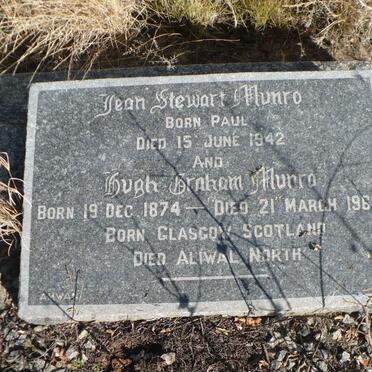 Jean Stewart Munro
Born Paul
Died 15 June 1942
And
Hugh Graham Munro
Born 19 Dec. 1874 — Died 21 March
Born Glasgow Scotland
Died Aliwal North